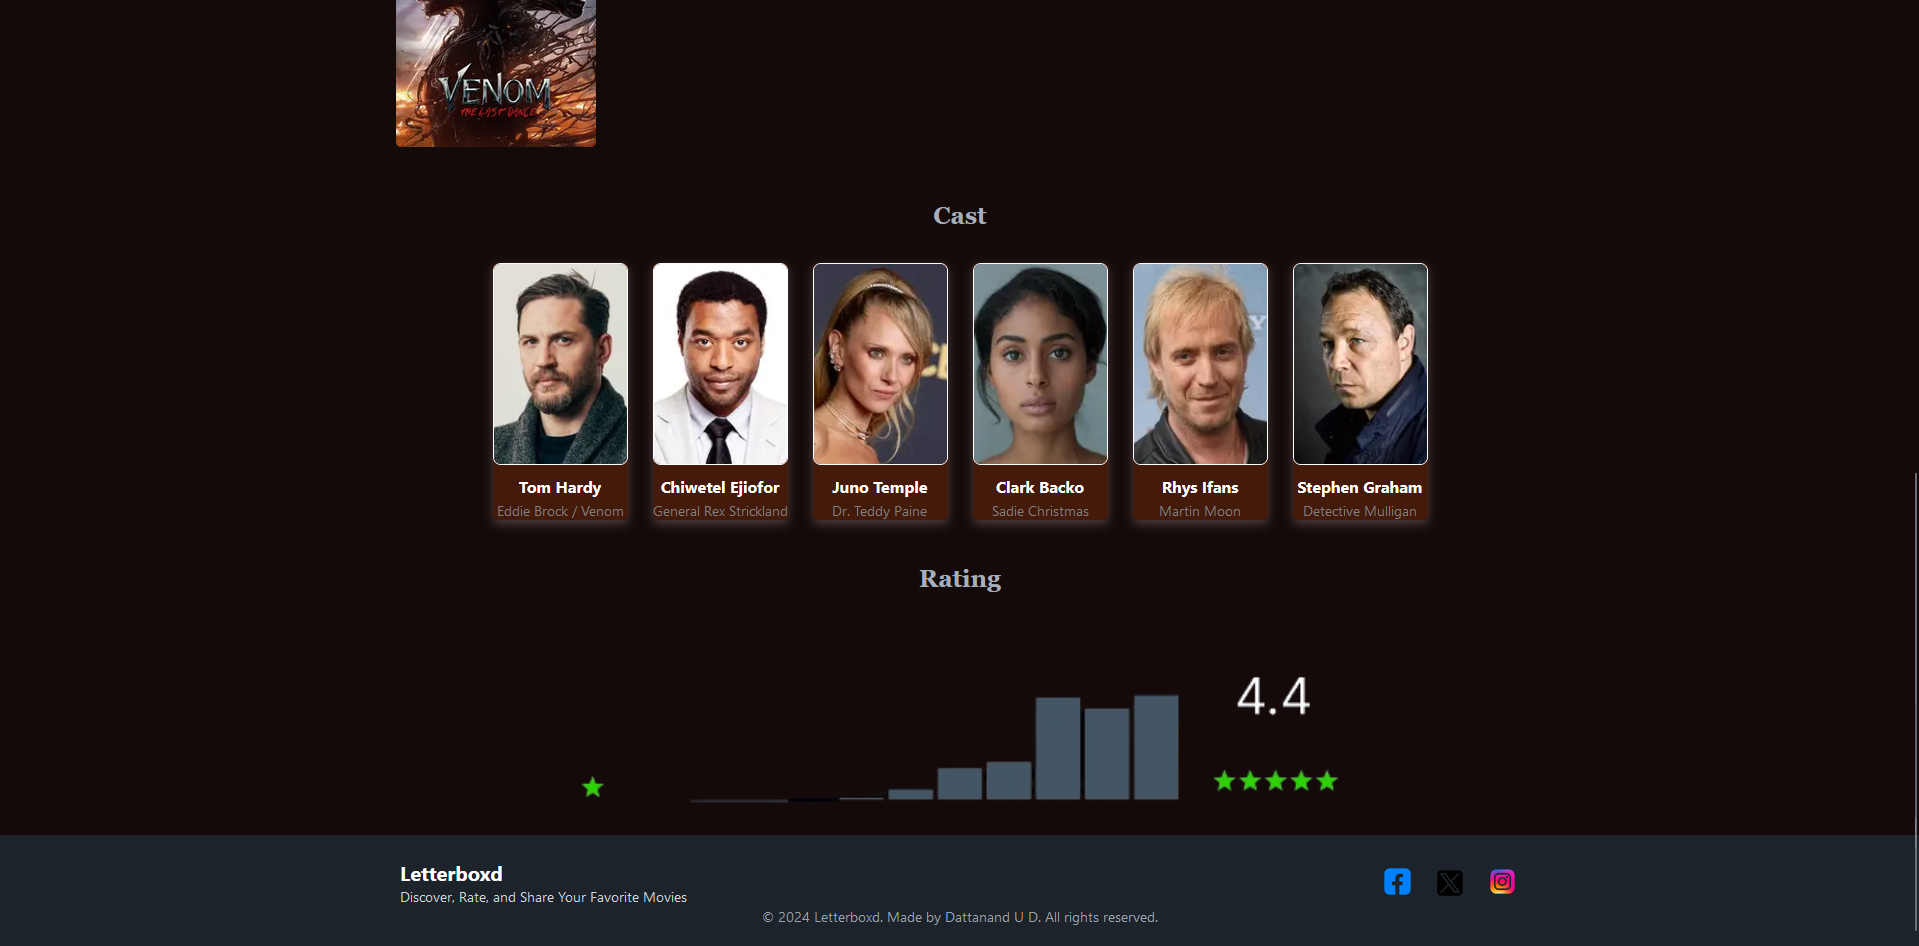 VENOM
THE LAST DANCE
Cast
Tom Hardy
Eddie Brock / Venom
Chiwetel Ejiofor
General Rex Strickland
Juno Temple
Dr. Teddy Paine
Clark Backo
Sadie Christmas
Rhys Ifans
Martin Moon
Stephen Graham
Detective Mulligan
Rating
4.4
Letterboxd
Discover, Rate, and Share Your Favorite Movies
© 2024 Letterboxd. Made by Dattanand U D. All rights reserved.